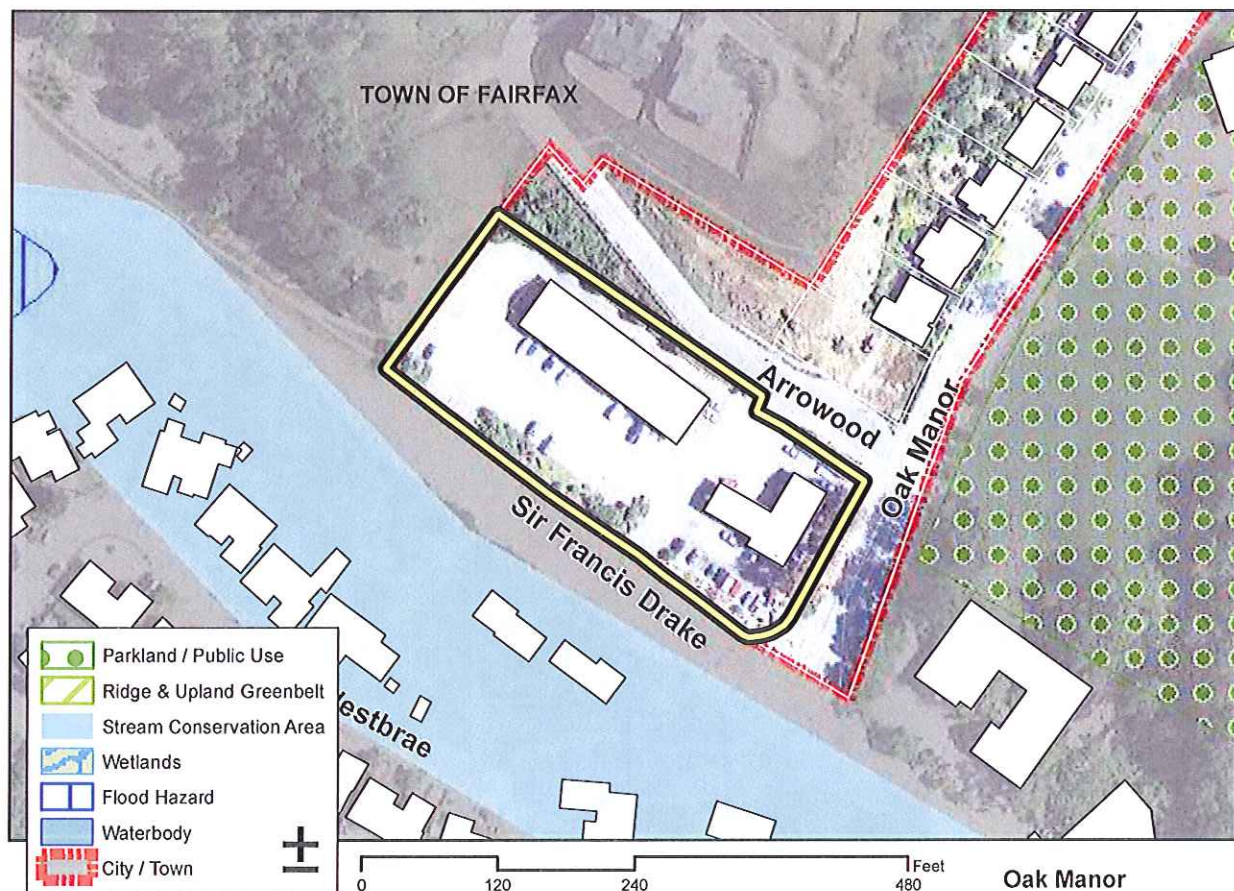 TOWN OF FAIRFAX
Arrowood
Oak Manor
Sir Francis Drake
Parkland / Public Use
Ridge & Upland Greenbelt
Stream Conservation Area
Wetlands
Flood Hazard
Waterbody
City / Town
Feet
0 120 240 480
Oak Manor